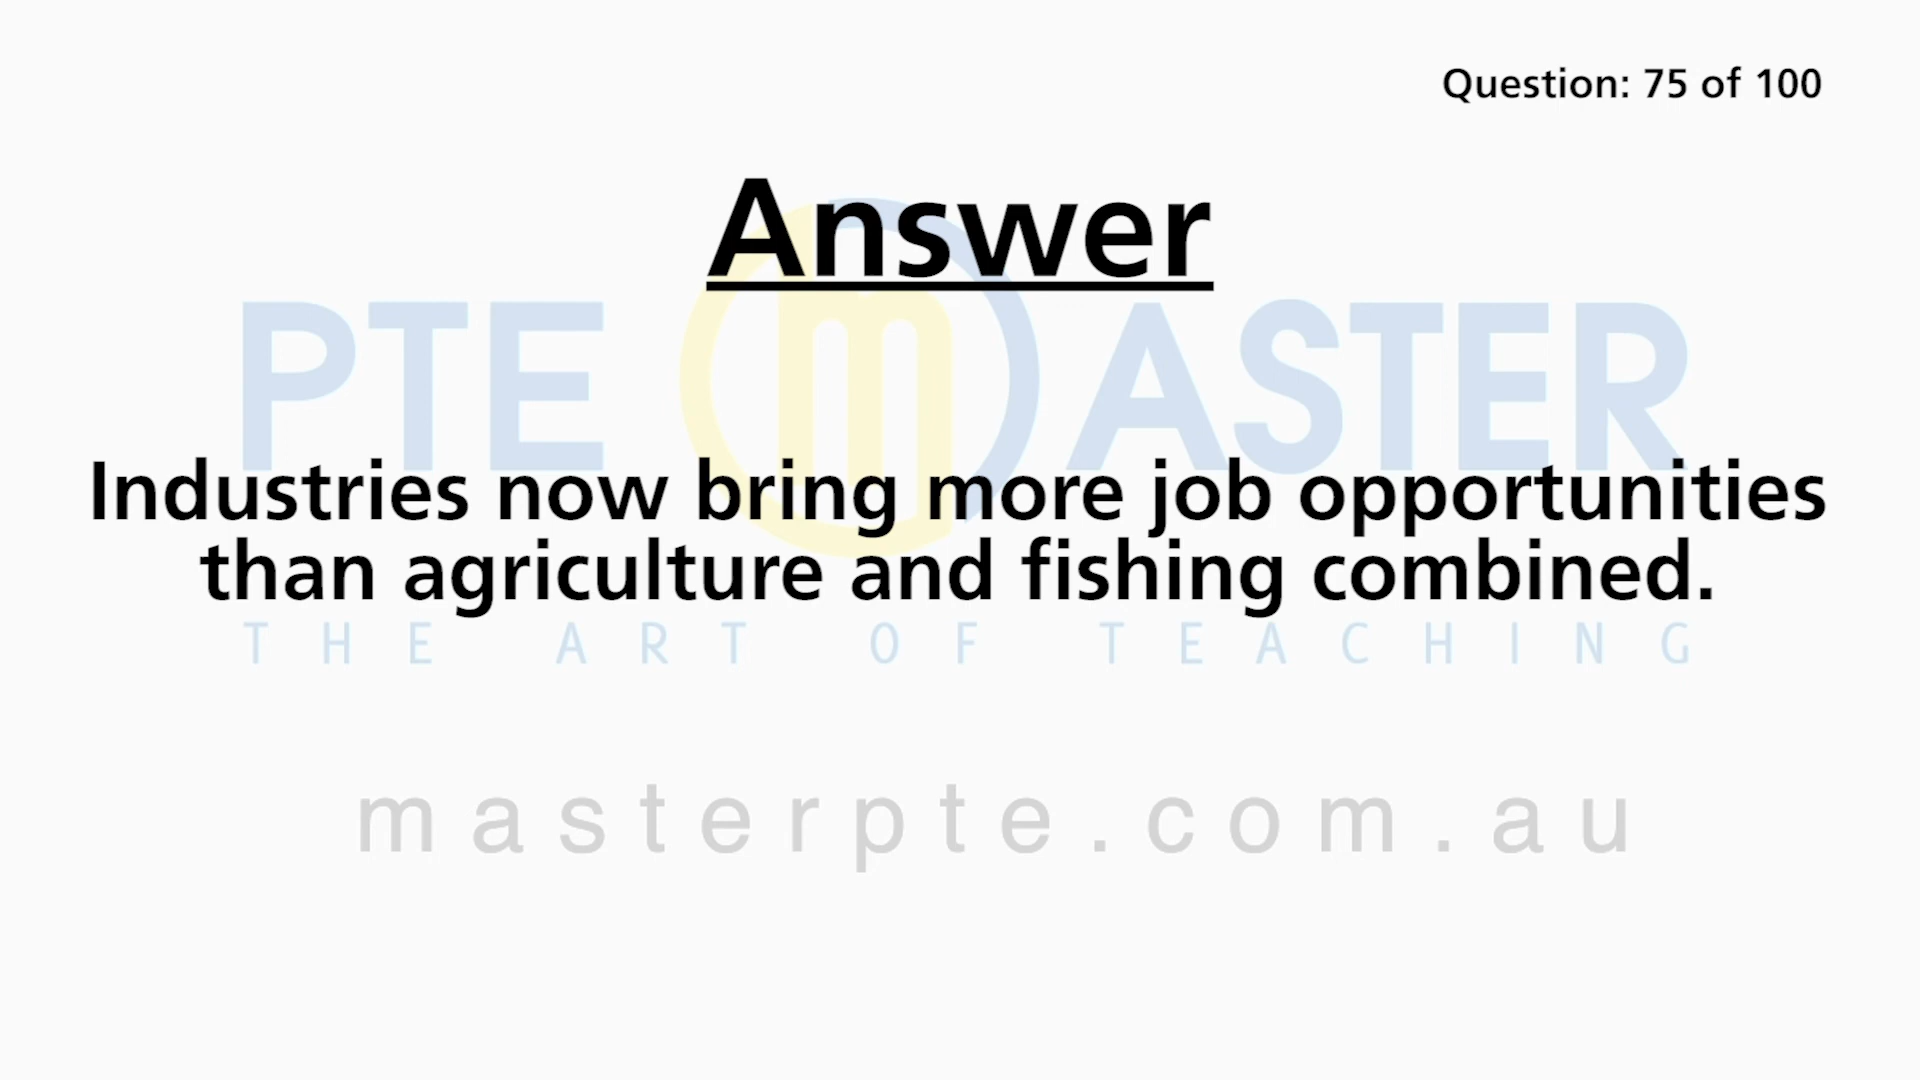 Question: 75 of 100
Answer
PTE MASTER
Industries now bring more job opportunities
than agriculture and fishing combined.
THE ART OF TEACHING
masterpte.com.au